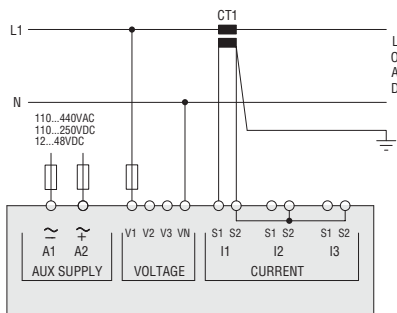 CT1
L1
L
O
A
D
N
110...440VAC
110...250VDC
12...48VDC
V1 V2 V3 VN S1 S2 S1 S2 S1 S2
~
–
~
+
A1 A2 I1 I2 I3
AUX SUPPLY VOLTAGE CURRENT